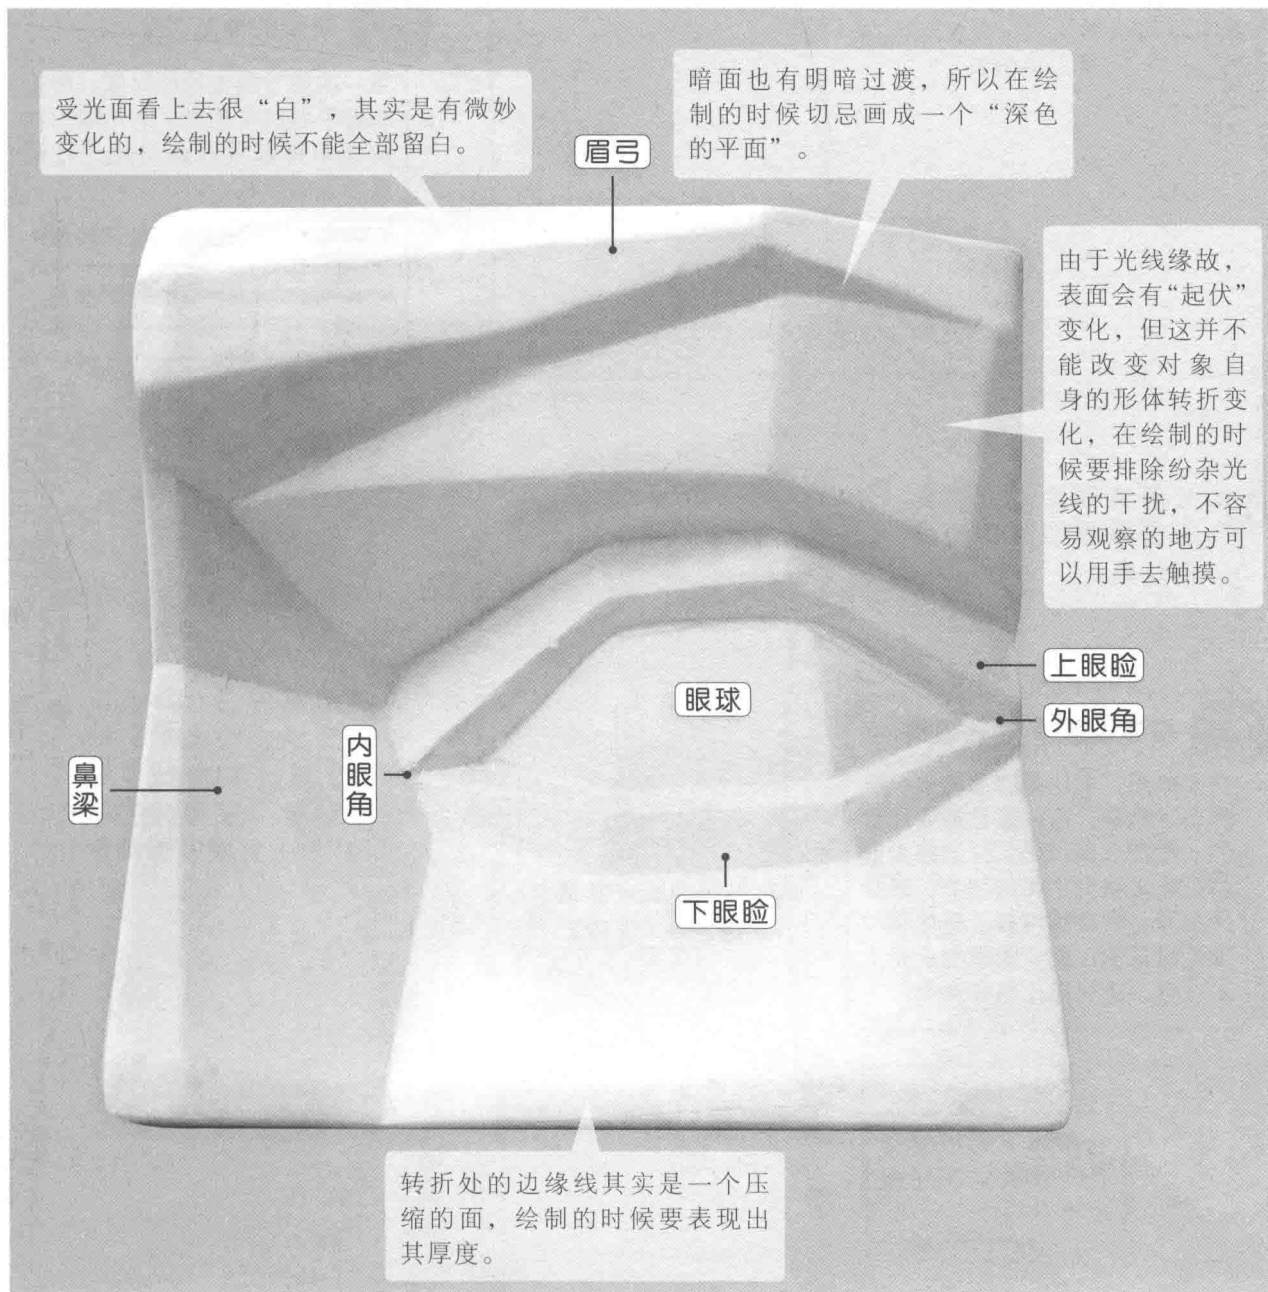 受光面看上去很“白”，其实是有微妙
变化的，绘制的时候不能全部留白。
眉弓
暗面也有明暗过渡，所以在绘
制的时候切忌画成一个“深色
的平面”。
由于光线缘故，
表面会有“起伏”
变化，但这并不
能改变对象自
身的形体转折变
化，在绘制的时
候要排除纷杂光
线的干扰，不容
易观察的地方可
以用手去触摸。
上眼睑
眼球
外眼角
内眼角
鼻梁
下眼睑
转折处的边缘线其实是一个压
缩的面，绘制的时候要表现出
其厚度。